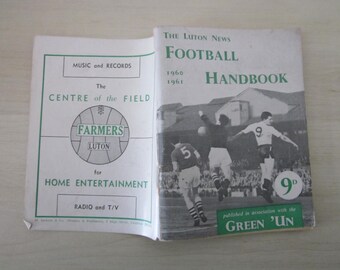 MUSIC and RECORDS
The
CENTRE of the FIELD
FARMERS
LUTON
for
HOME ENTERTAINMENT
RADIO and T/V
THE LUTON NEWS
FOOTBALL
1960
1961
HANDBOOK
5
9
9D
published in association with the
GREEN 'UN